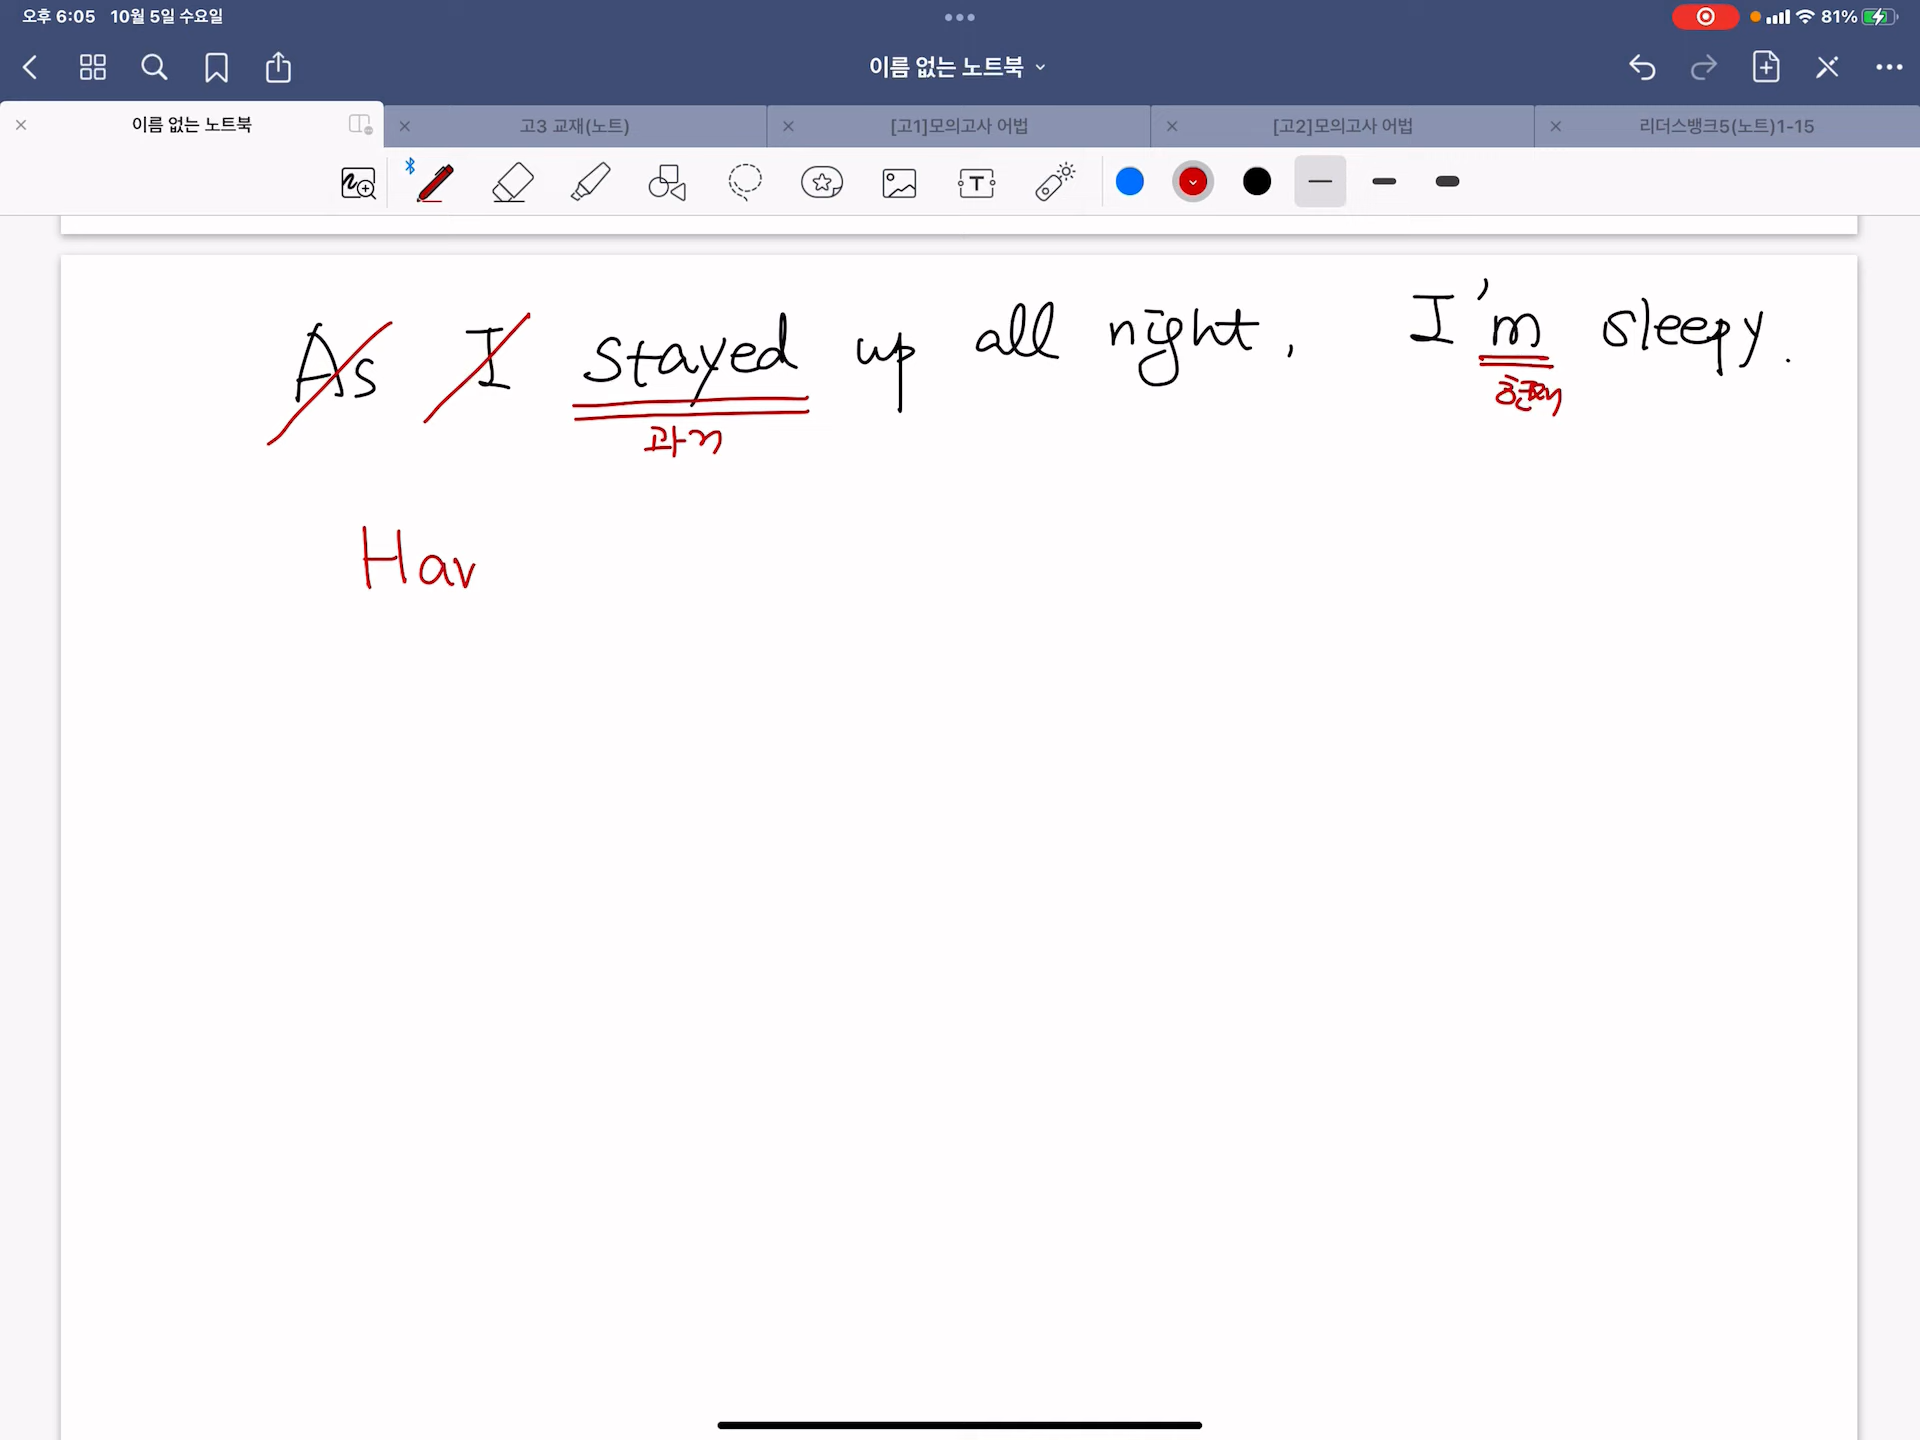 오후 6:05 10월 5일 수요일 81%
이름 없는 노트북
이름 없는 노트북 고3 교재(노트) [고1]모의고사 어법 [고2]모의고사 어법 리더스뱅크5(노트)1-15
T
As I stayed up all night, I'm sleepy.
과거 현재
Hav